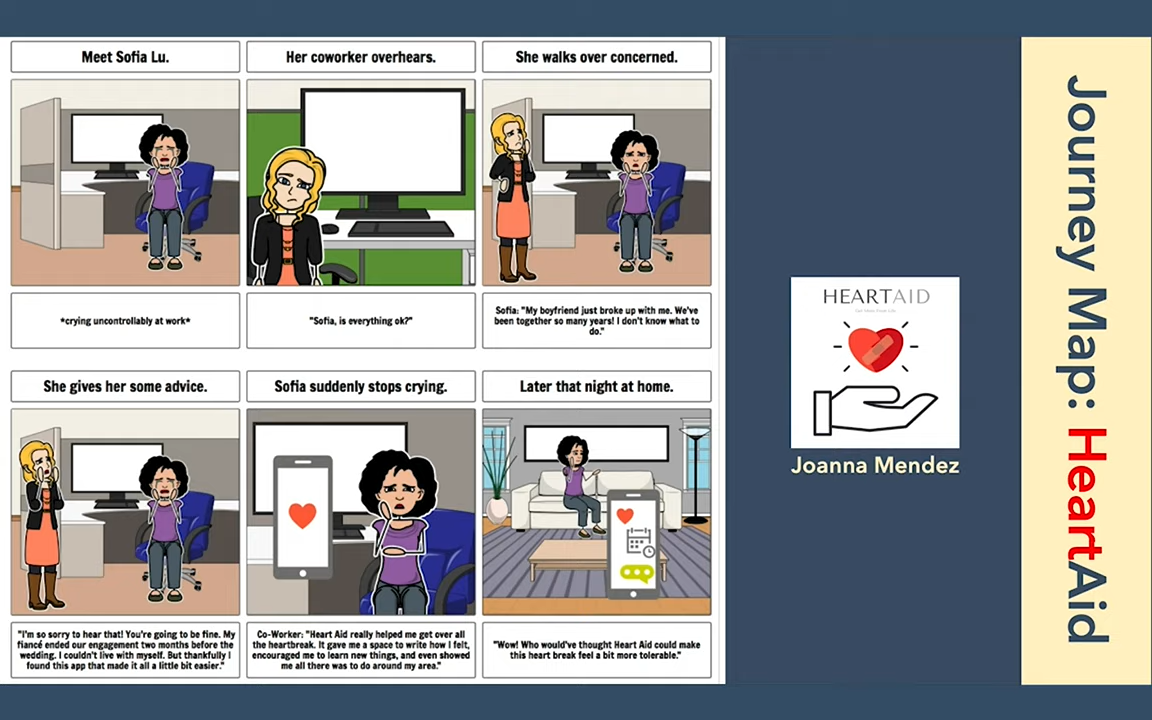 Meet Sofia Lu.
Her coworker overhears.
She walks over concerned.
*crying uncontrollably at work*
"Sofia, is everything ok?"
Sofia: "My boyfriend just broke up with me. We've
been together so many years! I don't know what to
do."
She gives her some advice.
Sofia suddenly stops crying.
Later that night at home.
"I'm so sorry to hear that! You're going to be fine. My
fiancé ended our engagement two months before the
wedding. I couldn't live with myself. But thankfully I
found this app that made it all a little bit easier."
Co-Worker: "Heart Aid really helped me get over all
the heartbreak. It gave me a space to write how I felt,
encouraged me to learn new things, and even showed
me all there was to do around my area."
"Wow! Who would've thought Heart Aid could make
this heart break feel a bit more tolerable."
HEARTAID
Joanna Mendez
Journey Map: HeartAid